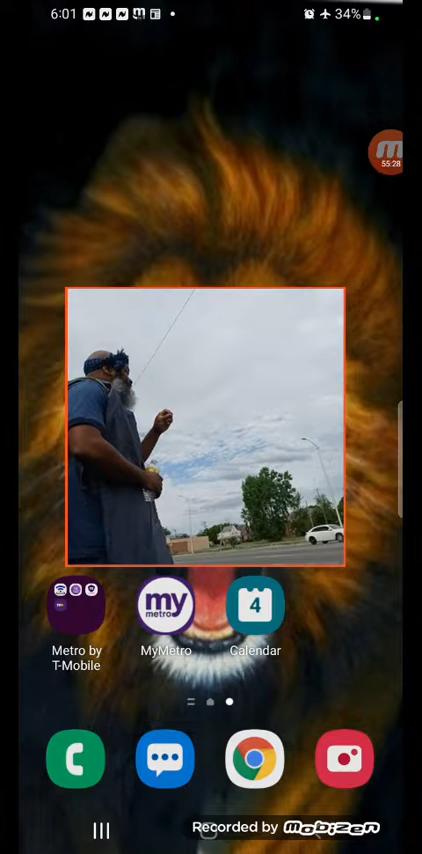 6:01
34%
55:28
my
metro
4
Metro by
T-Mobile
MyMetro
Calendar
Recorded by mobizen